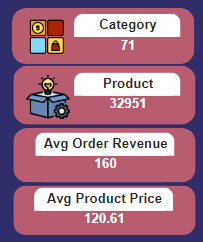 Category
71
Product
32951
Avg Order Revenue
160
Avg Product Price
120.61